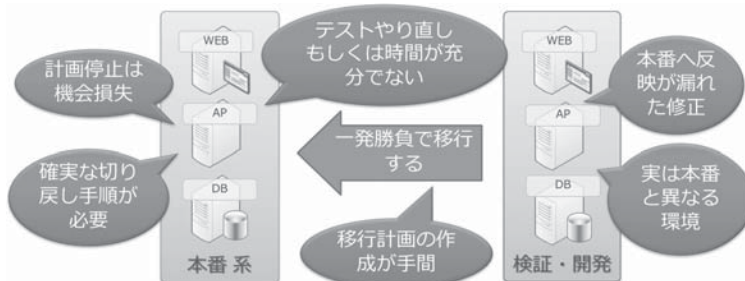 計画停止は
機会損失
確実な切り
戻し手順が
必要
WEB
AP
DB
本番 系
テストやり直し
もしくは時間が充
分でない
一発勝負で移行
する
移行計画の作
成が手間
WEB
AP
DB
検証・開発
本番へ反
映が漏れ
た修正
実は本番
と異なる
環境